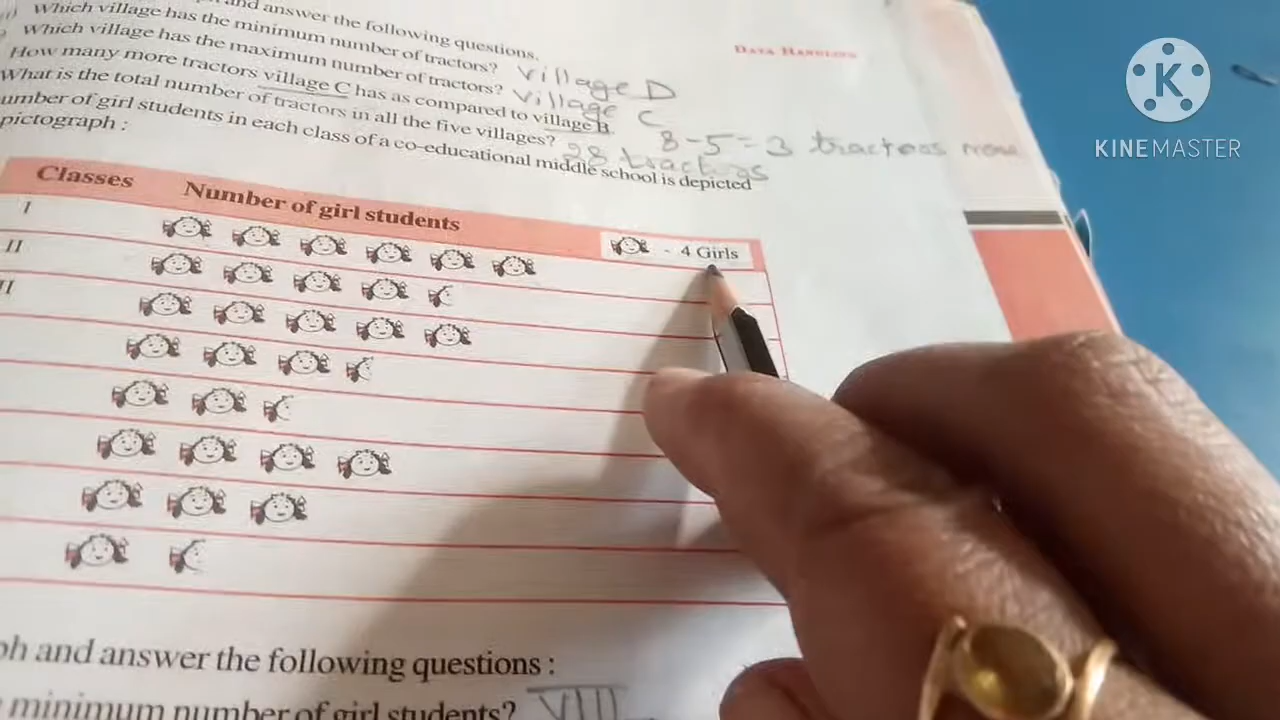 and answer the following questions.
Which village has the minimum number of tractors? Village D
Which village has the maximum number of tractors? Village C
How many more tractors village C has as compared to village B. 8-5=3 tractors more
What is the total number of tractors in all the five villages? 28 tractors
umber of girl students in each class of a co-educational middle school is depicted
pictograph :
DATA HANDLING
Classes Number of girl students
- 4 Girls
I
II
II
ph and answer the following questions :
minimum number of girl students? VIII
KINEMASTER